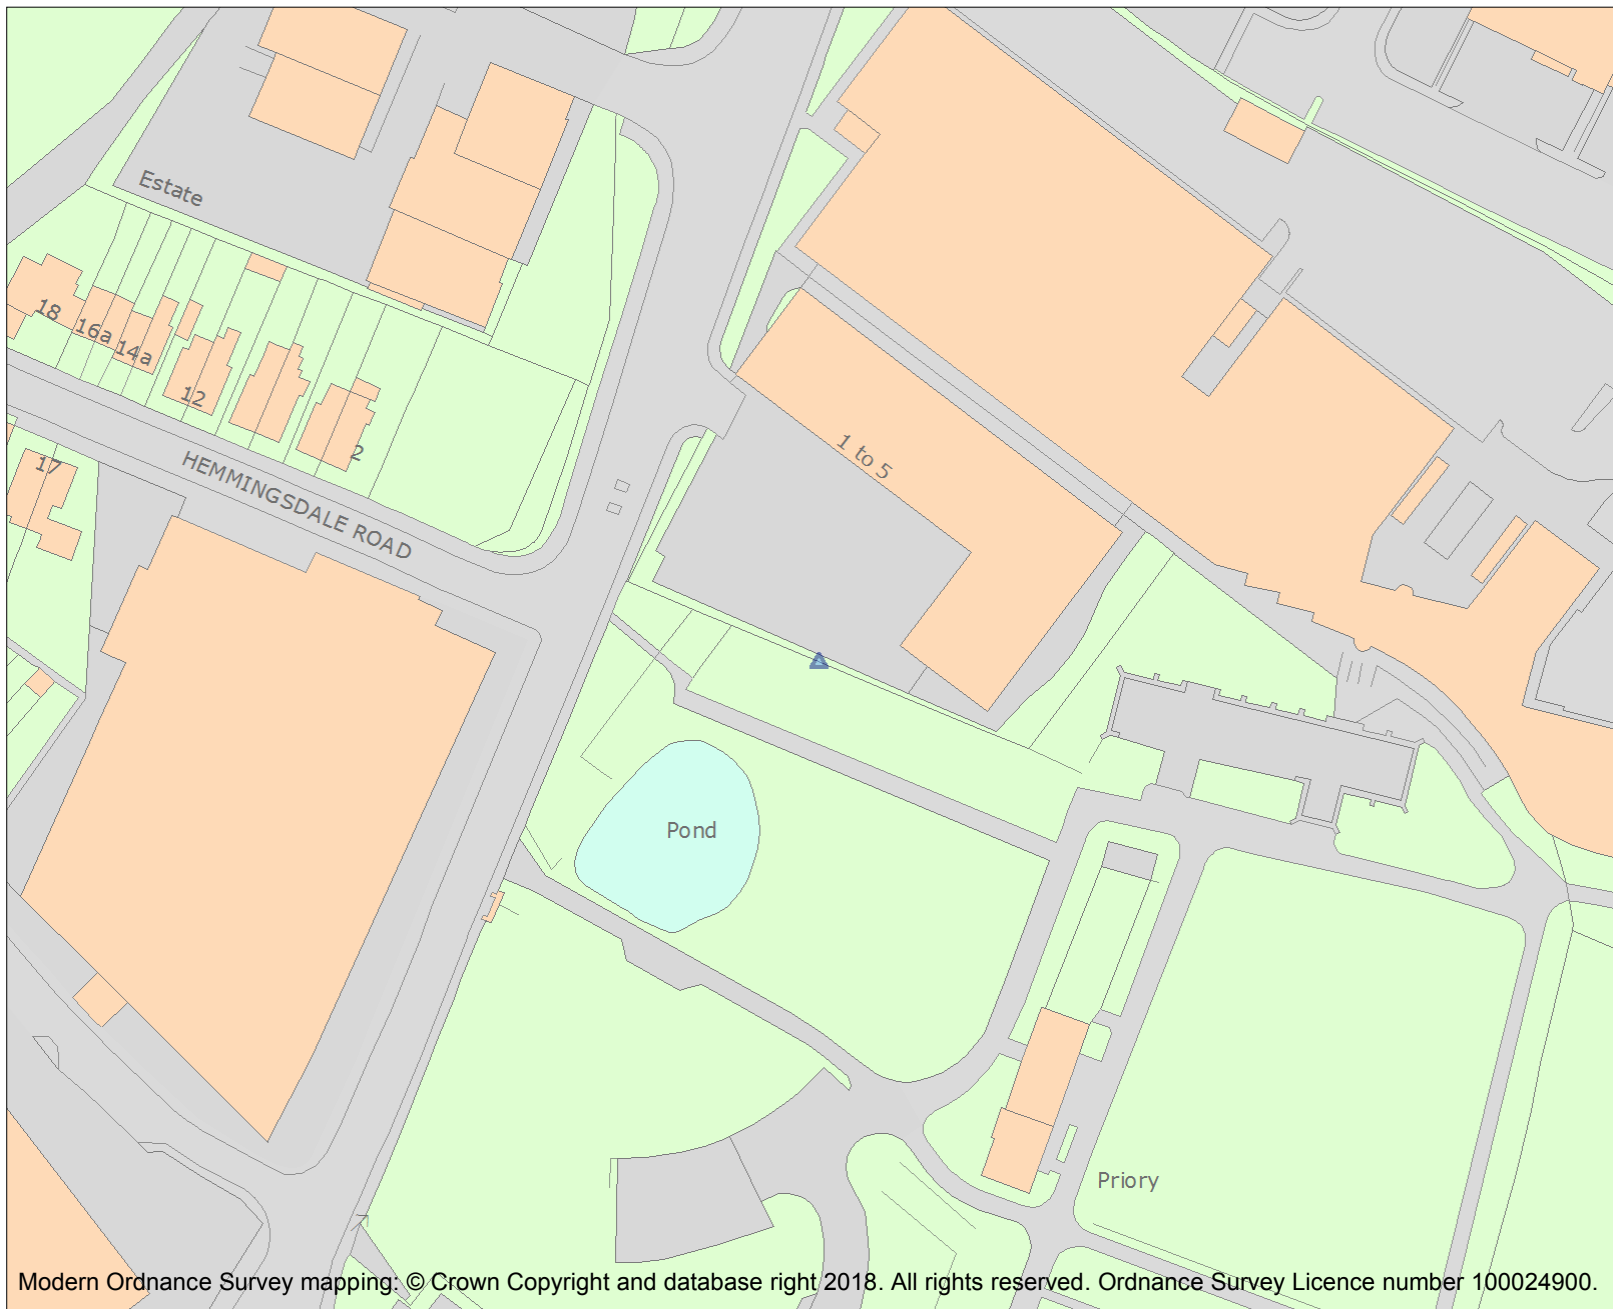 Estate
18
16a
14a
12
2
17
HEMMINGSDALE ROAD
1 to 5
Pond
Priory
Modern Ordnance Survey mapping: © Crown Copyright and database right 2018. All rights reserved. Ordnance Survey Licence number 100024900.